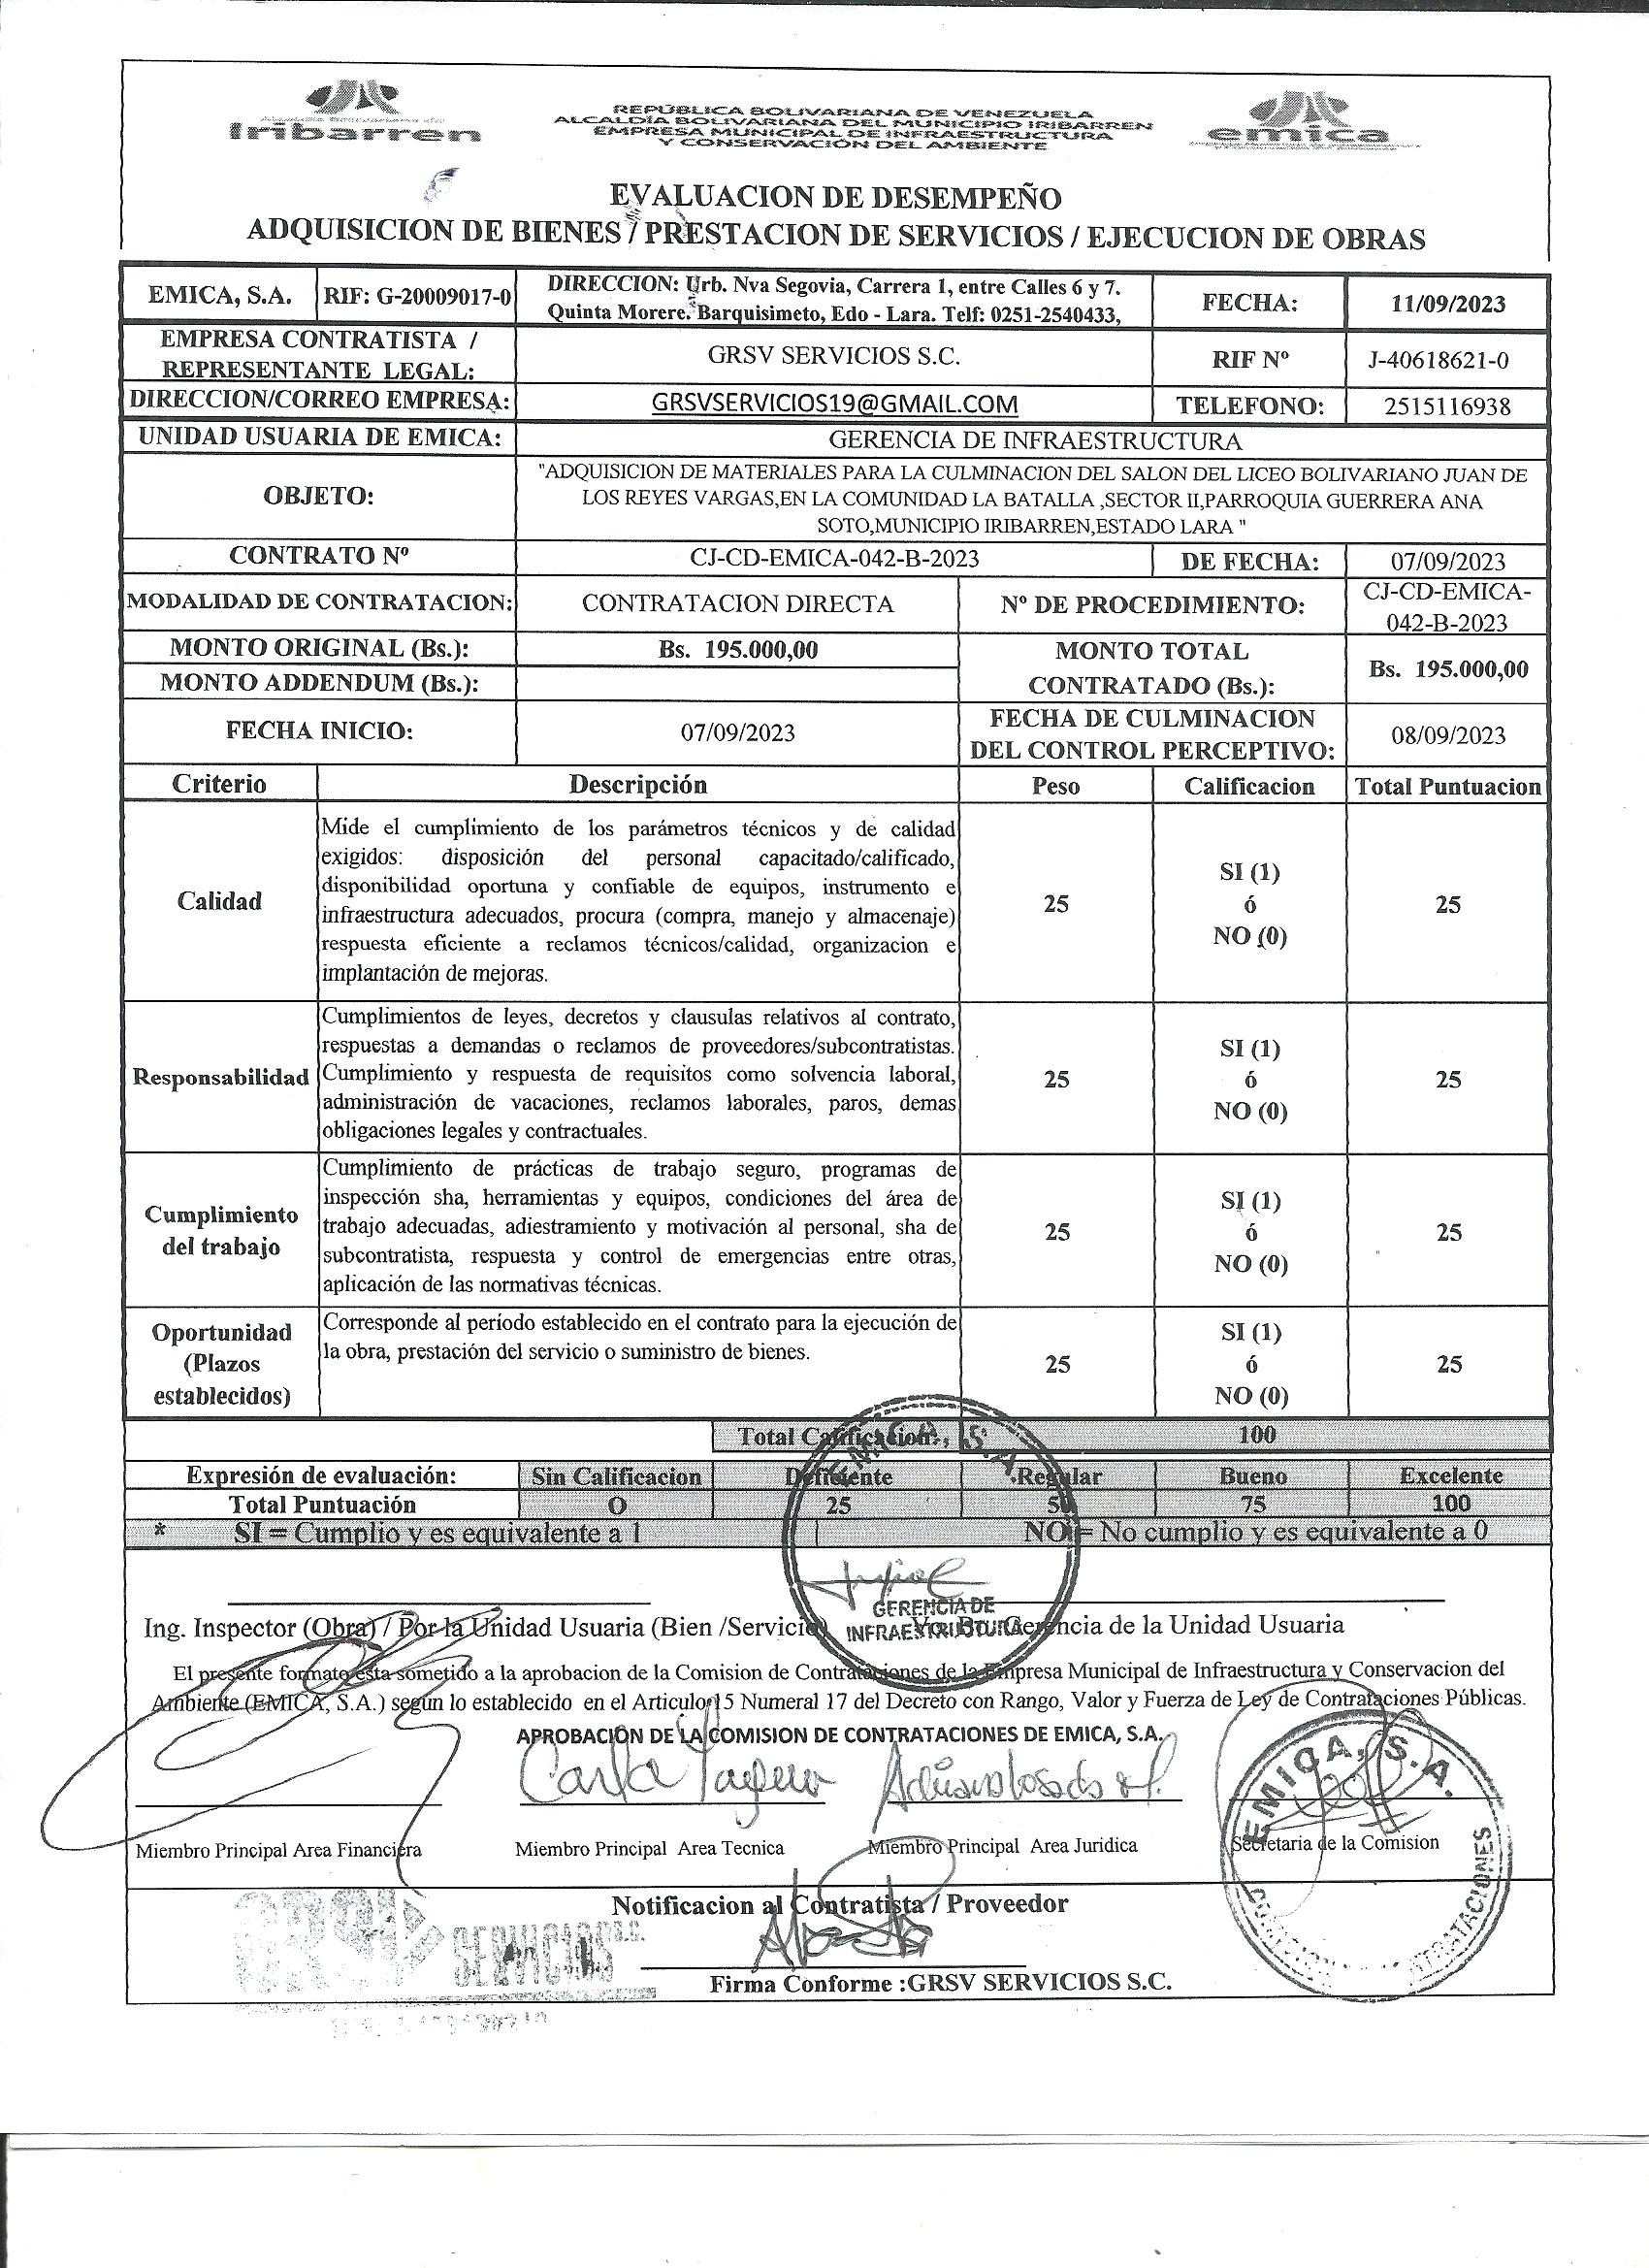 Iribarren
REPÚBLICA BOLIVARIANA DE VENEZUELA
ALCALDÍA BOLIVARIANA DEL MUNICIPIO IRIBARREN
EMPRESA MUNICIPAL DE INFRAESTRUCTURA
Y CONSERVACIÓN DEL AMBIENTE
emica
EVALUACION DE DESEMPEÑO
ADQUISICION DE BIENES / PRESTACION DE SERVICIOS / EJECUCION DE OBRAS
EMICA, S.A. RIF: G-20009017-0
DIRECCION: Urb. Nva Segovia, Carrera 1, entre Calles 6 y 7.
Quinta Morere. Barquisimeto, Edo - Lara. Telf: 0251-2540433,
FECHA: 11/09/2023
EMPRESA CONTRATISTA /
REPRESENTANTE LEGAL:
GRSV SERVICIOS S.C. RIF Nº J-40618621-0
DIRECCION/CORREO EMPRESA: GRSVSERVICIOS19@GMAIL.COM TELEFONO: 2515116938
UNIDAD USUARIA DE EMICA: GERENCIA DE INFRAESTRUCTURA
OBJETO:
"ADQUISICION DE MATERIALES PARA LA CULMINACION DEL SALON DEL LICEO BOLIVARIANO JUAN DE
LOS REYES VARGAS,EN LA COMUNIDAD LA BATALLA ,SECTOR II,PARROQUIA GUERRERA ANA
SOTO,MUNICIPIO IRIBARREN,ESTADO LARA "
CONTRATO Nº CJ-CD-EMICA-042-B-2023 DE FECHA: 07/09/2023
MODALIDAD DE CONTRATACION: CONTRATACION DIRECTA Nº DE PROCEDIMIENTO:
CJ-CD-EMICA-
042-B-2023
MONTO ORIGINAL (Bs.): Bs. 195.000,00
MONTO ADDENDUM (Bs.):
MONTO TOTAL
CONTRATADO (Bs.):
Bs. 195.000,00
FECHA INICIO: 07/09/2023
FECHA DE CULMINACION
DEL CONTROL PERCEPTIVO:
08/09/2023
Criterio Descripción Peso Calificacion Total Puntuacion
Calidad
Mide el cumplimiento de los parámetros técnicos y de calidad
exigidos: disposición del personal capacitado/calificado,
disponibilidad oportuna y confiable de equipos, instrumento e
infraestructura adecuados, procura (compra, manejo y almacenaje)
respuesta eficiente a reclamos técnicos/calidad, organizacion e
implantación de mejoras.
25
SI (1)
ó
NO (0)
25
Responsabilidad
Cumplimientos de leyes, decretos y clausulas relativos al contrato,
respuestas a demandas o reclamos de proveedores/subcontratistas.
Cumplimiento y respuesta de requisitos como solvencia laboral,
administración de vacaciones, reclamos laborales, paros, demas
obligaciones legales y contractuales.
25
SI (1)
ó
NO (0)
25
Cumplimiento
del trabajo
Cumplimiento de prácticas de trabajo seguro, programas de
inspección sha, herramientas y equipos, condiciones del área de
trabajo adecuadas, adiestramiento y motivación al personal, sha de
subcontratista, respuesta y control de emergencias entre otras,
aplicación de las normativas técnicas.
25
SI (1)
ó
NO (0)
25
Oportunidad
(Plazos
establecidos)
Corresponde al período establecido en el contrato para la ejecución de
la obra, prestación del servicio o suministro de bienes.
25
SI (1)
ó
NO (0)
25
Total Calificacion: 100
Expresión de evaluación: Sin Calificacion Deficiente Regular Bueno Excelente
Total Puntuación O 25 50 75 100
* SI = Cumplio y es equivalente a 1 NO = No cumplio y es equivalente a 0
EMICA, S.A.
GERENCIA DE
INFRAESTRUCTURA
Ing. Inspector (Obra) / Por la Unidad Usuaria (Bien /Servicio) Gerencia de la Unidad Usuaria
El presente formato esta sometido a la aprobacion de la Comision de Contrataciones de la Empresa Municipal de Infraestructura y Conservacion del
Ambiente (EMICA, S.A.) según lo establecido en el Articulo 15 Numeral 17 del Decreto con Rango, Valor y Fuerza de Ley de Contrataciones Públicas.
APROBACIÓN DE LA COMISION DE CONTRATACIONES DE EMICA, S.A.
Carla
Miembro Principal Area Financiera Miembro Principal Area Tecnica Miembro Principal Area Juridica Secretaria de la Comision
EMICA, S.A.
COMISION CONTRATACIONES
Notificacion al Contratista / Proveedor
SERVICIOS S.C.
Firma Conforme :GRSV SERVICIOS S.C.